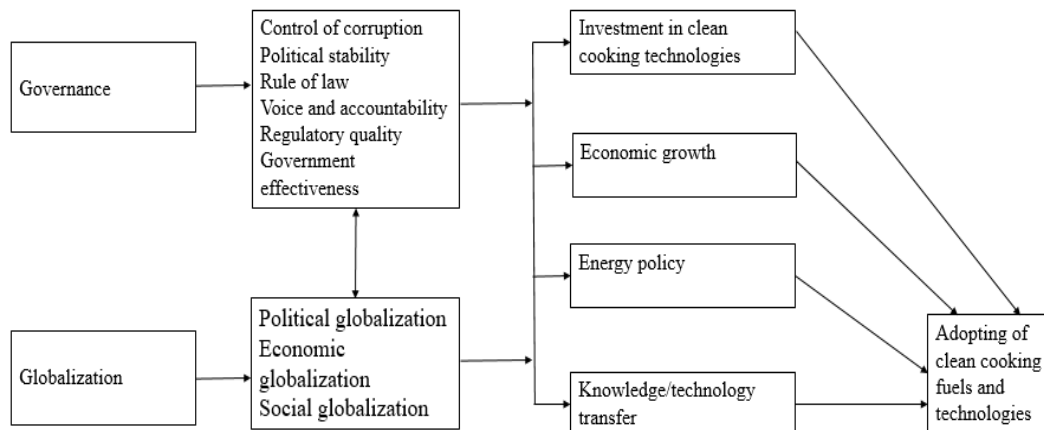 Governance
Control of corruption
Political stability
Rule of law
Voice and accountability
Regulatory quality
Government
effectiveness
Investment in clean
cooking technologies
Economic growth
Energy policy
Globalization
Political globalization
Economic
globalization
Social globalization
Knowledge/technology
transfer
Adopting of
clean cooking
fuels and
technologies